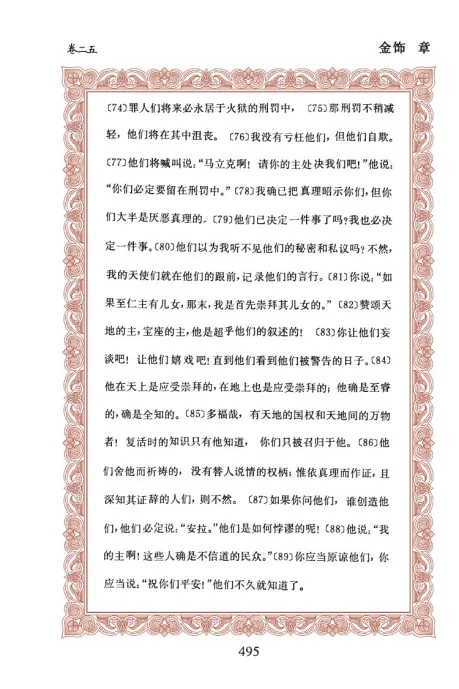 卷二五
金饰 章
〔74〕罪人们将来必永居于火狱的刑罚中， 〔75〕那刑罚不稍减
轻，他们将在其中沮丧。〔76〕我没有亏枉他们，但他们自欺。
〔77〕他们将喊叫说：“马立克啊！请你的主处决我们吧！”他说：
“你们必定要留在刑罚中。”〔78〕我确已把真理昭示你们，但你
们大半是厌恶真理的。〔79〕他们已决定一件事了吗？我也必决
定一件事。〔80〕他们以为我听不见他们的秘密和私议吗？不然，
我的天使们就在他们的跟前，记录他们的言行。〔81〕你说：“如
果至仁主有儿女，那末，我是首先崇拜其儿女的。”〔82〕赞颂天
地的主，宝座的主，他是超乎他们的叙述的！〔83〕你让他们妄
谈吧！让他们嬉戏吧！直到他们看到他们被警告的日子。〔84〕
他在天上是应受崇拜的，在地上也是应受崇拜的；他确是至睿
的，确是全知的。〔85〕多福哉，有天地的国权和天地间的万物
者！复活时的知识只有他知道， 你们只被召归于他。〔86〕他
们舍他而祈祷的，没有替人说情的权柄；惟依真理而作证，且
深知其证辞的人们，则不然。〔87〕如果你问他们，谁创造他
们，他们必定说：“安拉。”他们是如何悖谬的呢！〔88〕他说：“我
的主啊！这些人确是不信道的民众。”〔89〕你应当原谅他们，你
应当说：“祝你们平安！”他们不久就知道了。
495